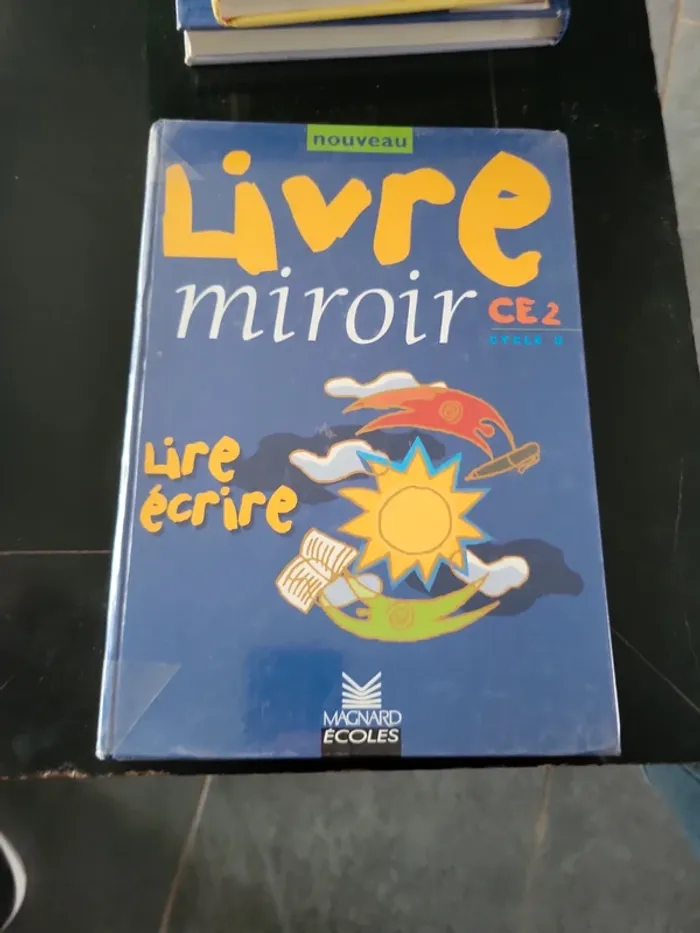 nouveau
Livre
miroir
CE2
CYCLE 3
Lire
écrire
MAGNARD
ÉCOLES